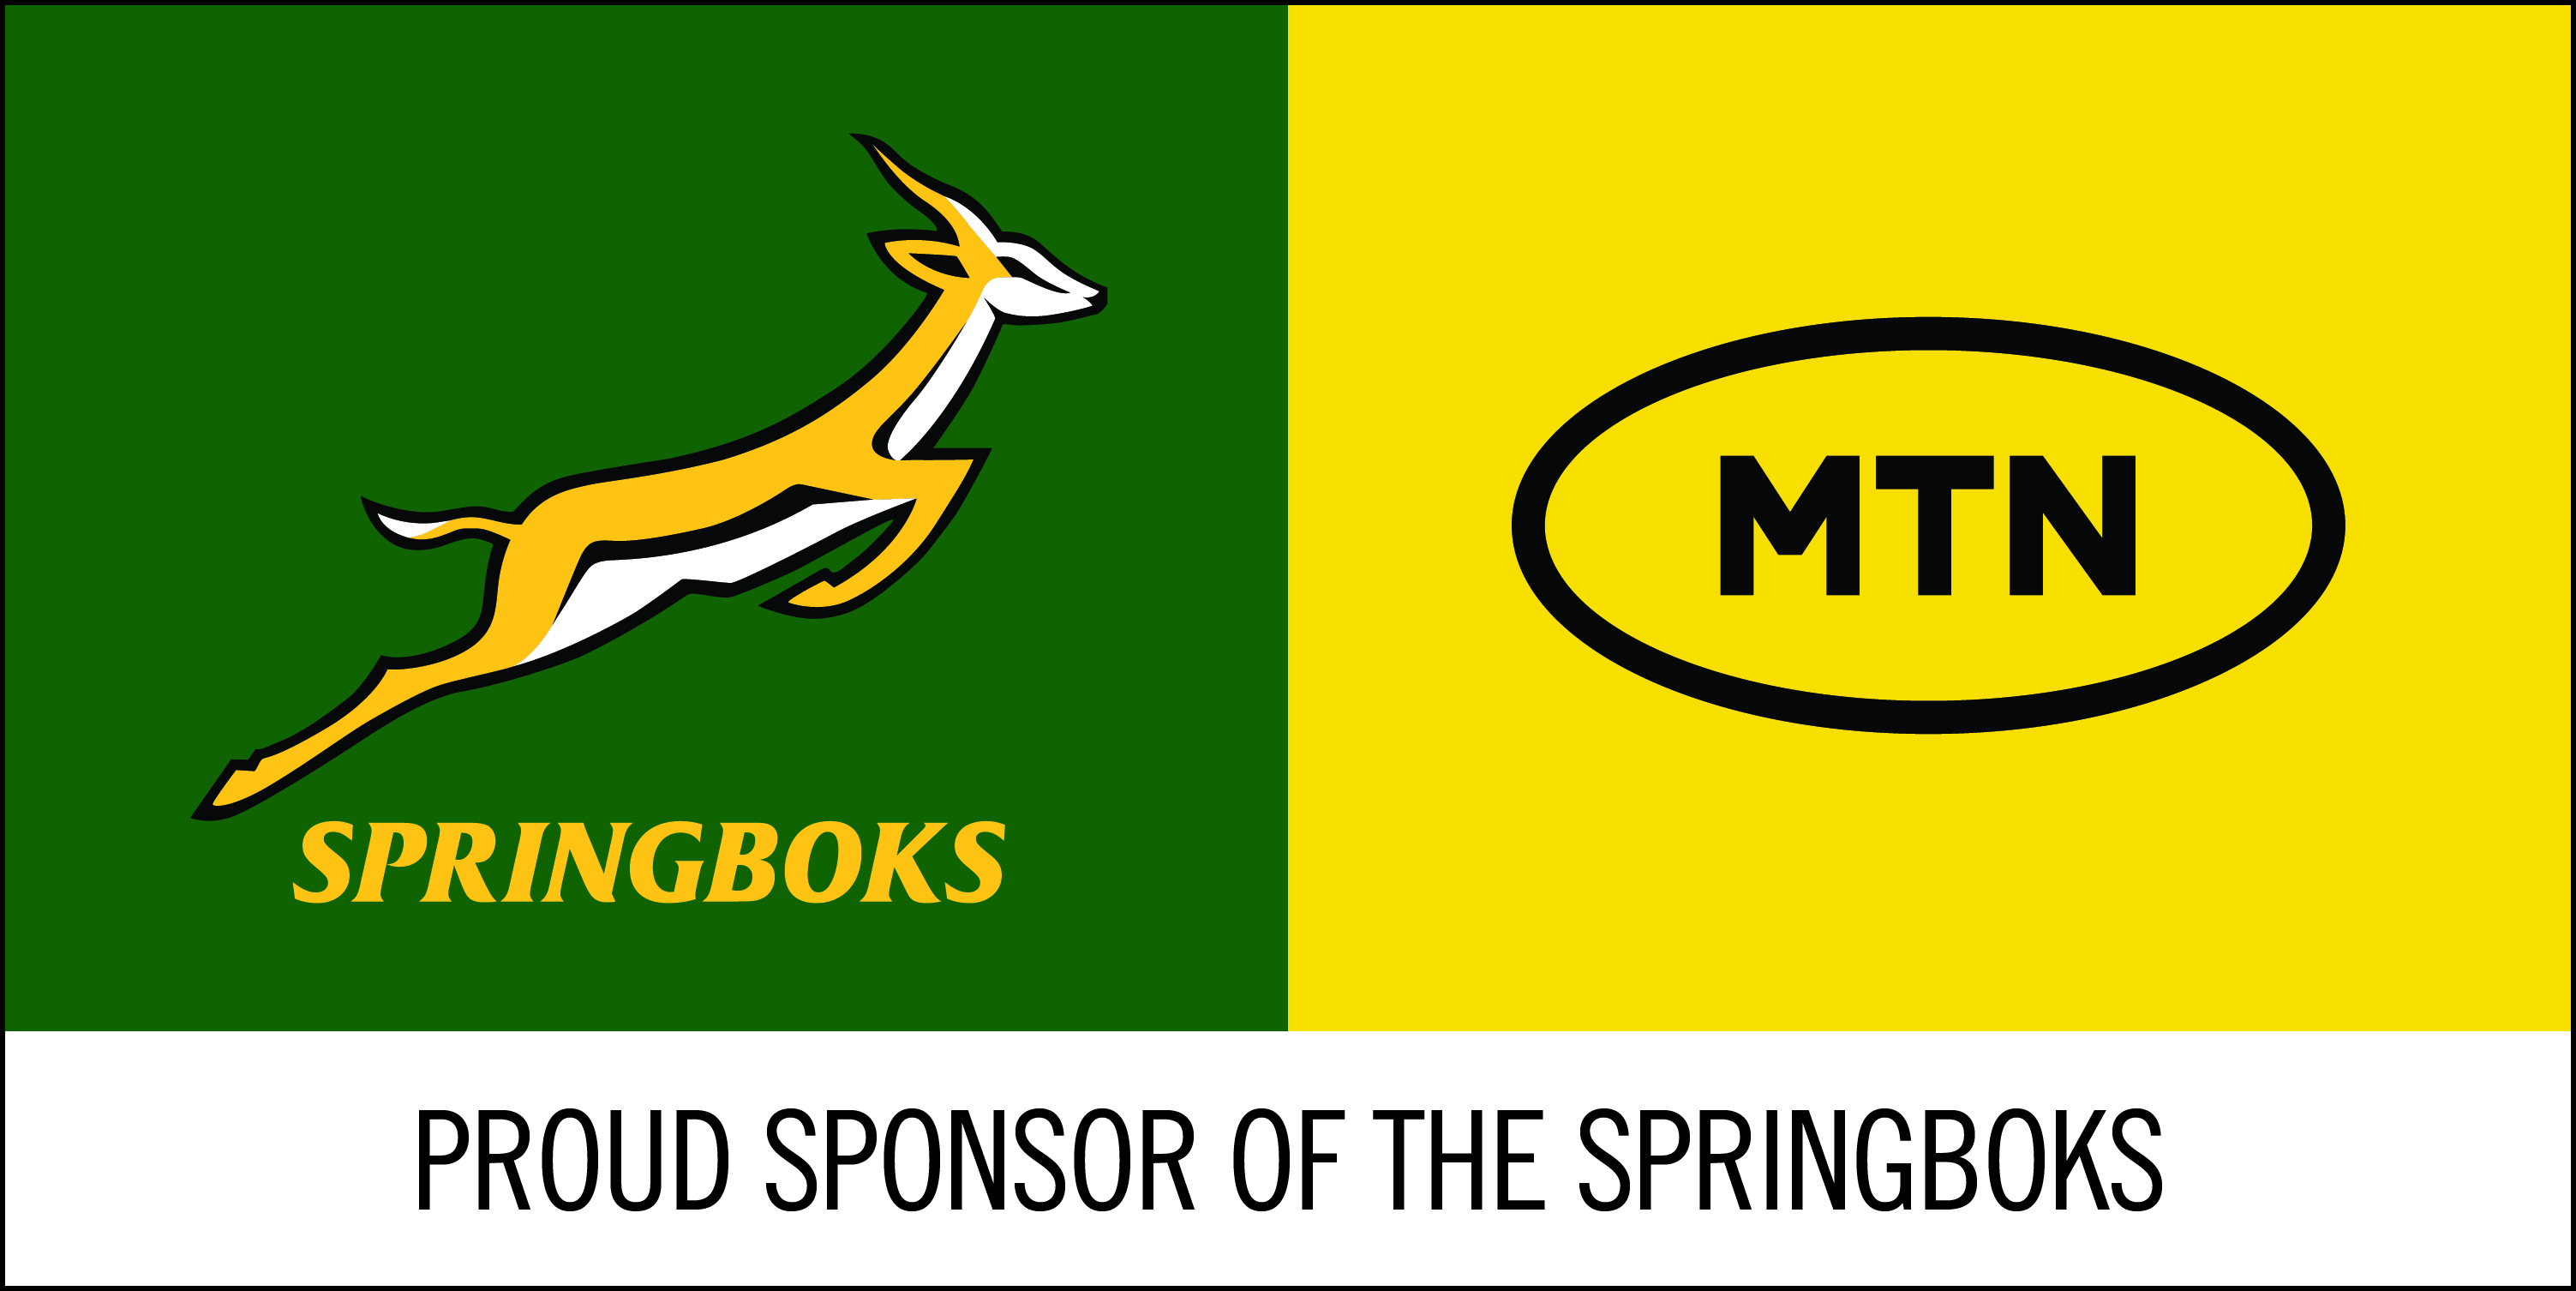 SPRINGBOKS
MTN
PROUD SPONSOR OF THE SPRINGBOKS